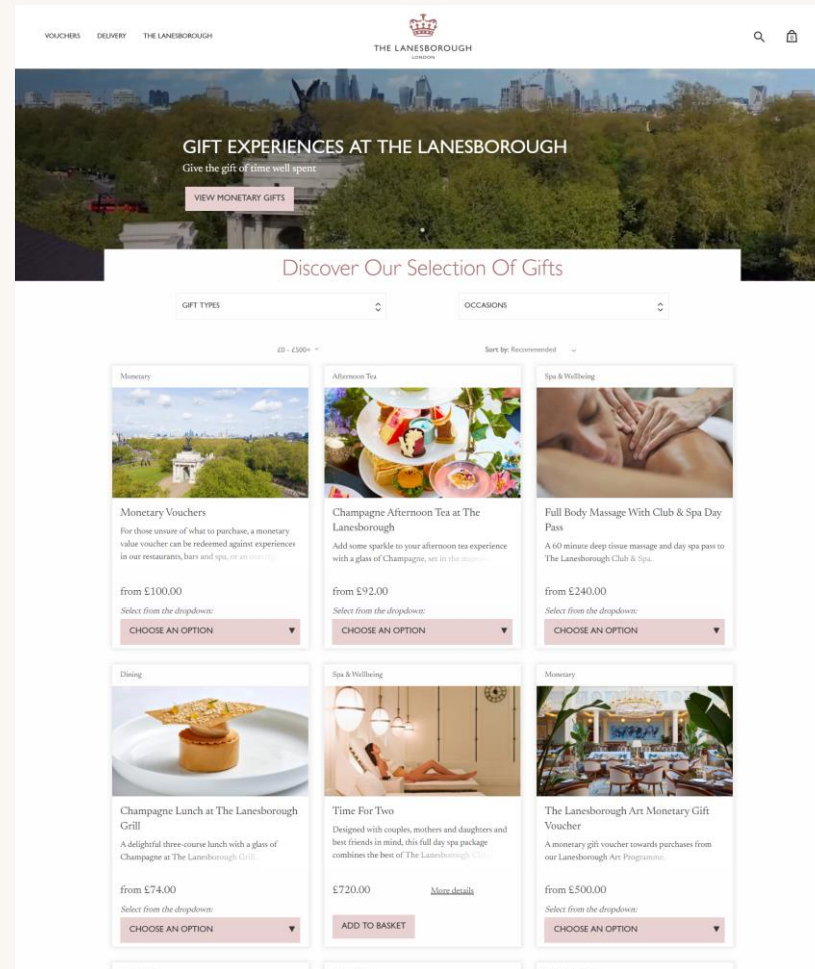 VOUCHERS DELIVERY THE LANESBOROUGH
THE LANESBOROUGH
LONDON
0
GIFT EXPERIENCES AT THE LANESBOROUGH
Give the gift of time well spent
VIEW MONETARY GIFTS
Discover Our Selection Of Gifts
GIFT TYPES
OCCASIONS
£0 - £500+
Sort by: Recommended
Monetary
Monetary Vouchers
For those unsure of what to purchase, a monetary
value voucher can be redeemed against experiences
in our restaurants, bars and spa, or an
from £100.00
Select from the dropdown:
CHOOSE AN OPTION
Afternoon Tea
Champagne Afternoon Tea at The
Lanesborough
Add some sparkle to your afternoon tea experience
with a glass of Champagne, set in the
from £92.00
Select from the dropdown:
CHOOSE AN OPTION
Spa & Wellbeing
Full Body Massage With Club & Spa Day
Pass
A 60 minute deep tissue massage and day spa pass to
The Lanesborough Club & Spa.
from £240.00
Select from the dropdown:
CHOOSE AN OPTION
Dining
Champagne Lunch at The Lanesborough
Grill
A delightful three-course lunch with a glass of
Champagne at The Lanesborough Grill.
from £74.00
Select from the dropdown:
CHOOSE AN OPTION
Spa & Wellbeing
Time For Two
Designed with couples, mothers and daughters and
best friends in mind, this full day spa package
combines the best of The Lanesborough
£720.00 More details
ADD TO BASKET
Monetary
The Lanesborough Art Monetary Gift
Voucher
A monetary gift voucher towards purchases from
our Lanesborough Art Programme.
from £500.00
Select from the dropdown:
CHOOSE AN OPTION